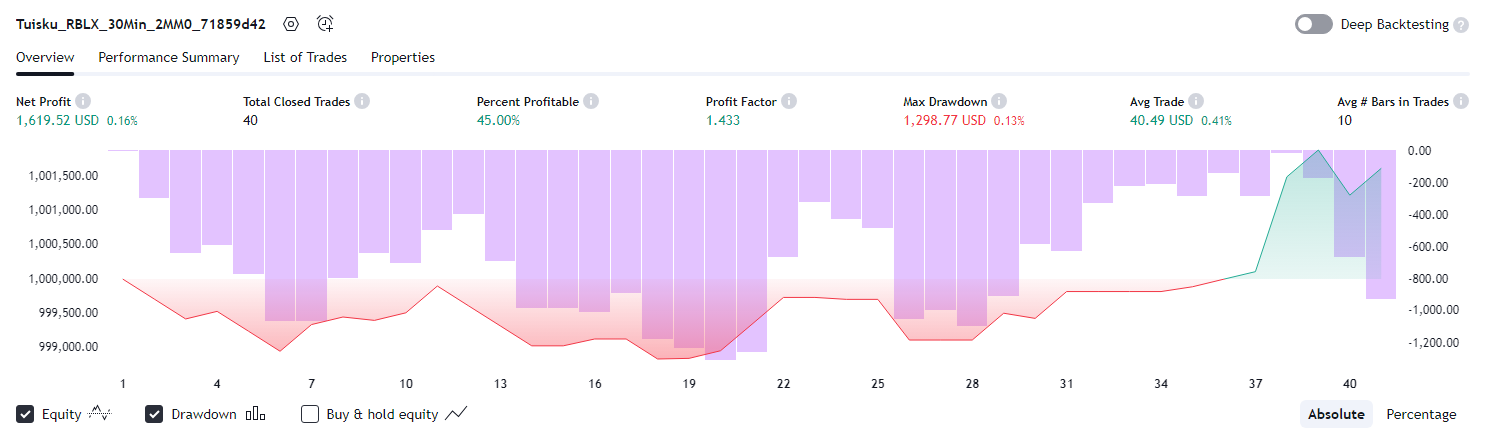 Tuisku_RBLX_30Min_2MM0_71859d42
Deep Backtesting ?
Overview Performance Summary List of Trades Properties
Net Profit i Total Closed Trades i Percent Profitable i Profit Factor i Max Drawdown i Avg Trade i Avg # Bars in Trades i
1,619.52 USD 0.16% 40 45.00% 1.433 1,298.77 USD 0.13% 40.49 USD 0.41% 10
0.00
1,001,500.00
-200.00
1,001,000.00
-400.00
1,000,500.00
-600.00
1,000,000.00
-800.00
999,500.00
-1,000.00
999,000.00
-1,200.00
1 4 7 10 13 16 19 22 25 28 31 34 37 40
Equity Drawdown Buy & hold equity Absolute Percentage